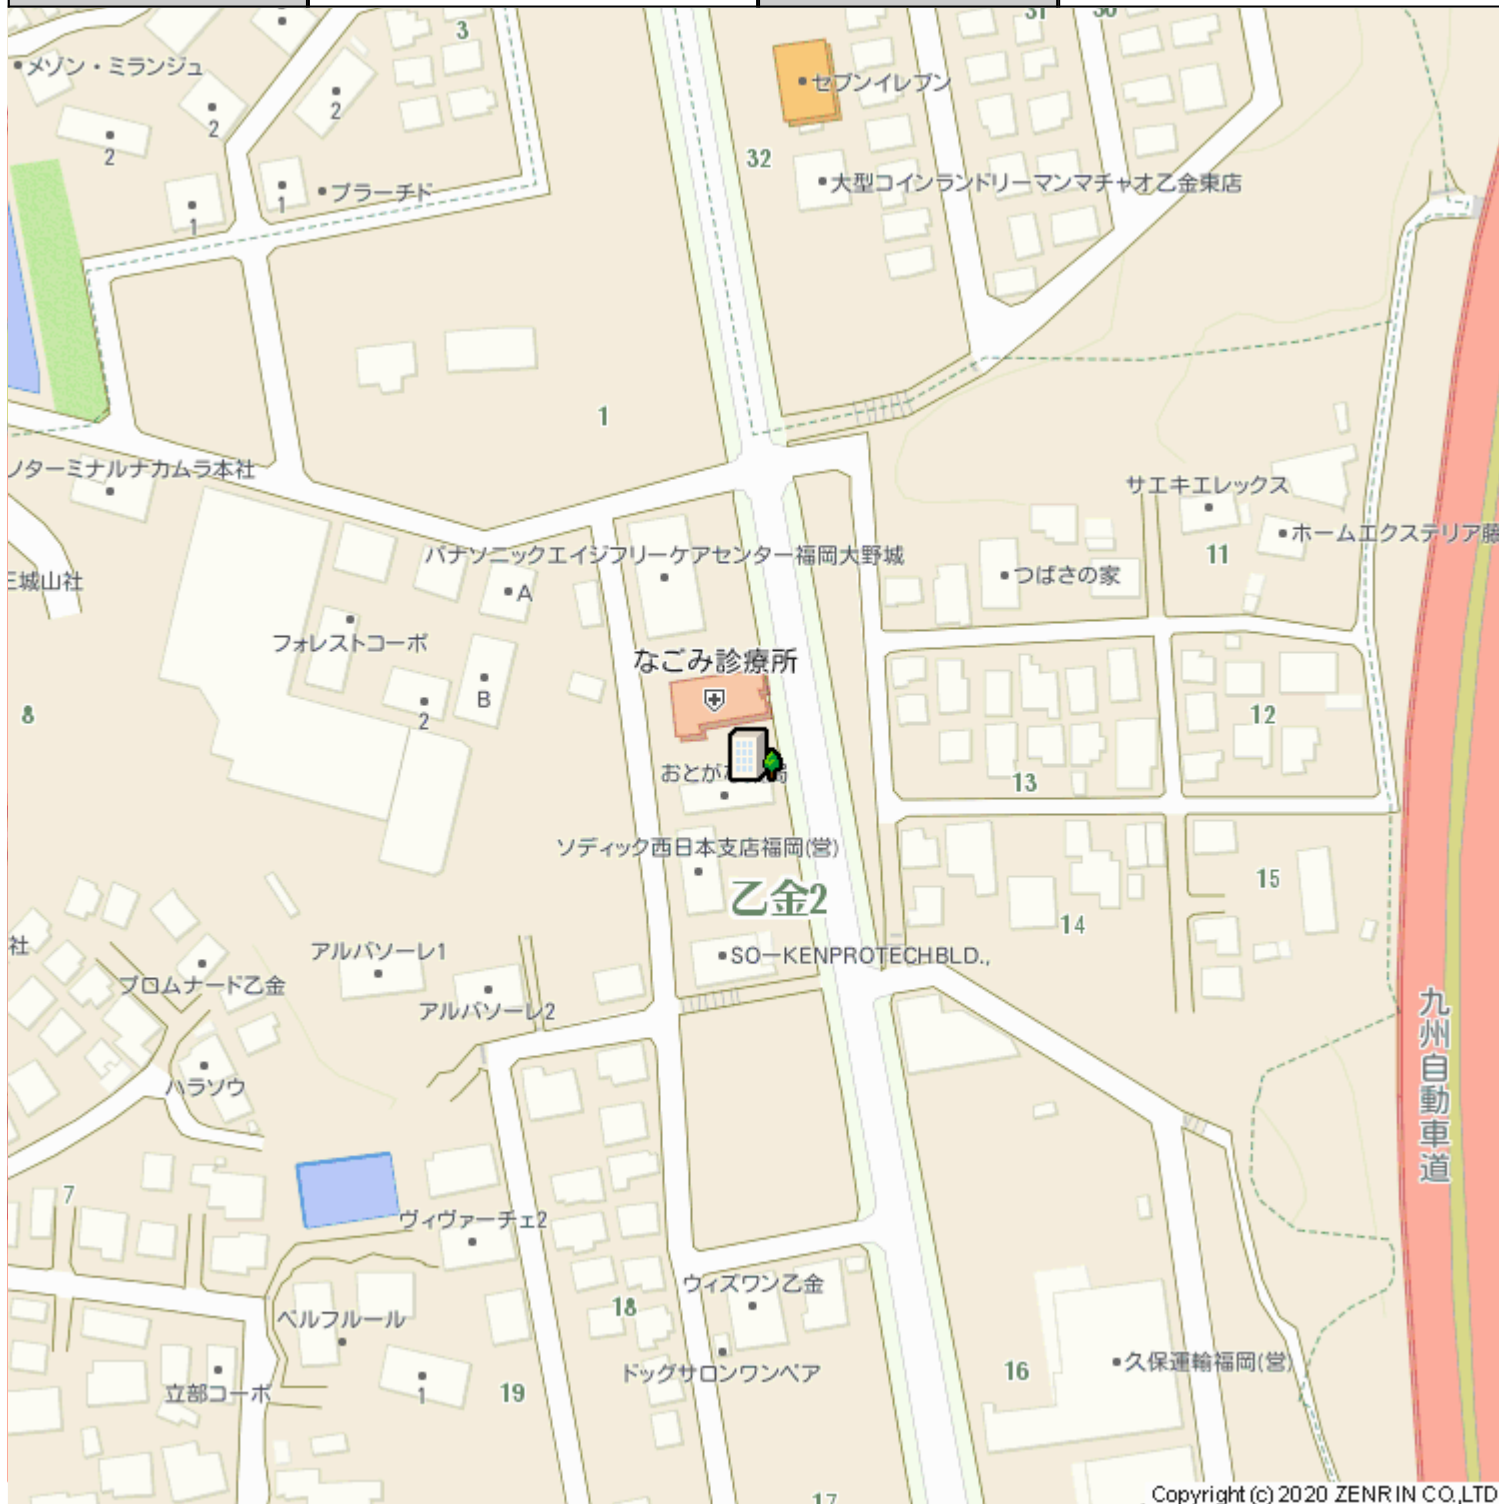 3
31
30
メゾン・ミランジュ
セブンイレブン
2
2
2
32
大型コインランドリーマンマチャオ乙金東店
1
1
プラーチド
1
ターミナルナカムラ本社
サエキエレックス
ホームエクステリア藤
11
パナソニックエイジフリーケアセンター福岡大野城
つばさの家
城山社
A
フォレストコーポ
なごみ診療所
B
2
8
12
13
おとがな
ソディック西日本支店福岡(営)
15
乙金2
14
社
アルバソーレ1
SO-KENPROTECHBLD.,
プロムナード乙金
アルバソーレ2
九州自動車道
ハラソウ
7
ヴィヴァーチェ2
ウィズワン乙金
18
ベルフルール
久保運輸福岡(営)
16
ドッグサロンワンペア
立部コーポ
1
19
17
Copyright (c) 2020 ZENRIN CO.,LTD